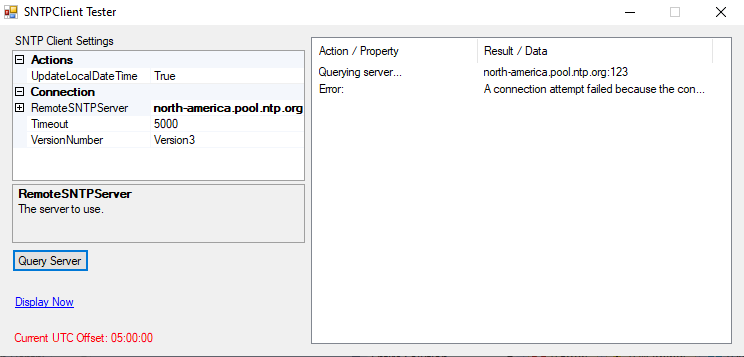 SNTPClient Tester
SNTP Client Settings
Actions
UpdateLocalDateTime True
Connection
RemoteSNTPServer north-america.pool.ntp.org
Timeout 5000
VersionNumber Version3
RemoteSNTPServer
The server to use.
Query Server
Display Now
Current UTC Offset: 05:00:00
Action / Property Result / Data
Querying server... north-america.pool.ntp.org:123
Error: A connection attempt failed because the con...